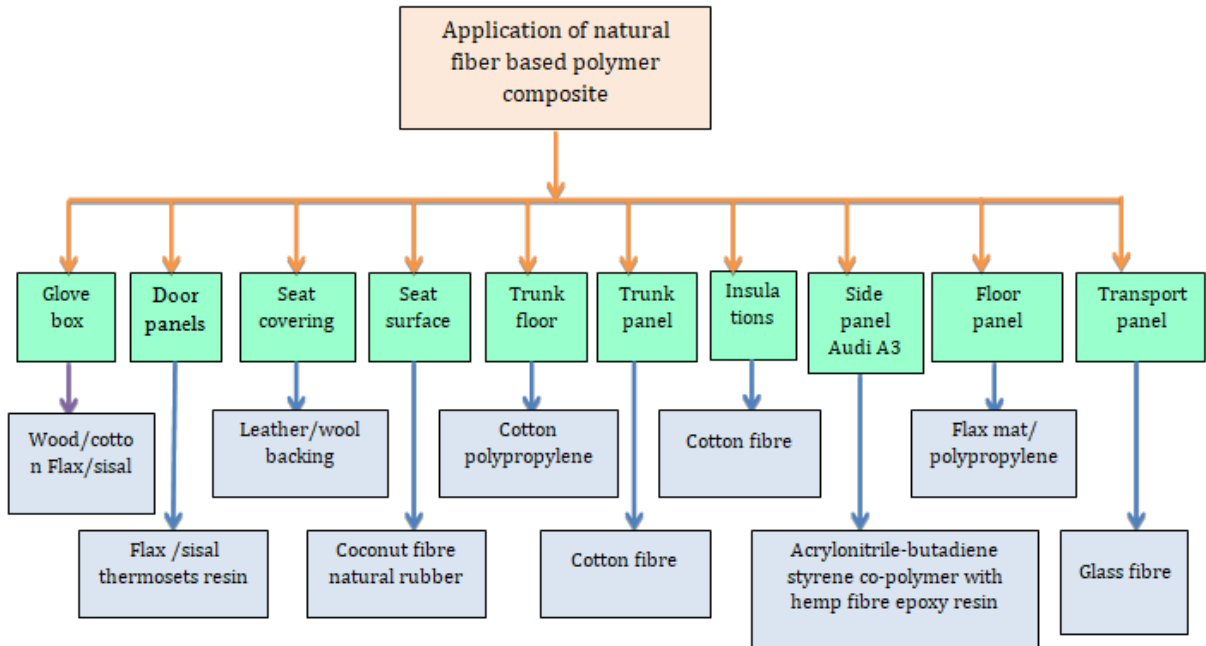 Application of natural
fiber based polymer
composite
Glove
box
Door
panels
Seat
covering
Seat
surface
Trunk
floor
Trunk
panel
Insula
tions
Side
panel
Audi A3
Floor
panel
Transport
panel
Wood/cotto
n Flax/sisal
Leather/wool
backing
Cotton
polypropylene
Cotton fibre
Flax mat/
polypropylene
Flax /sisal
thermosets resin
Coconut fibre
natural rubber
Cotton fibre
Acrylonitrile-butadiene
styrene co-polymer with
hemp fibre epoxy resin
Glass fibre